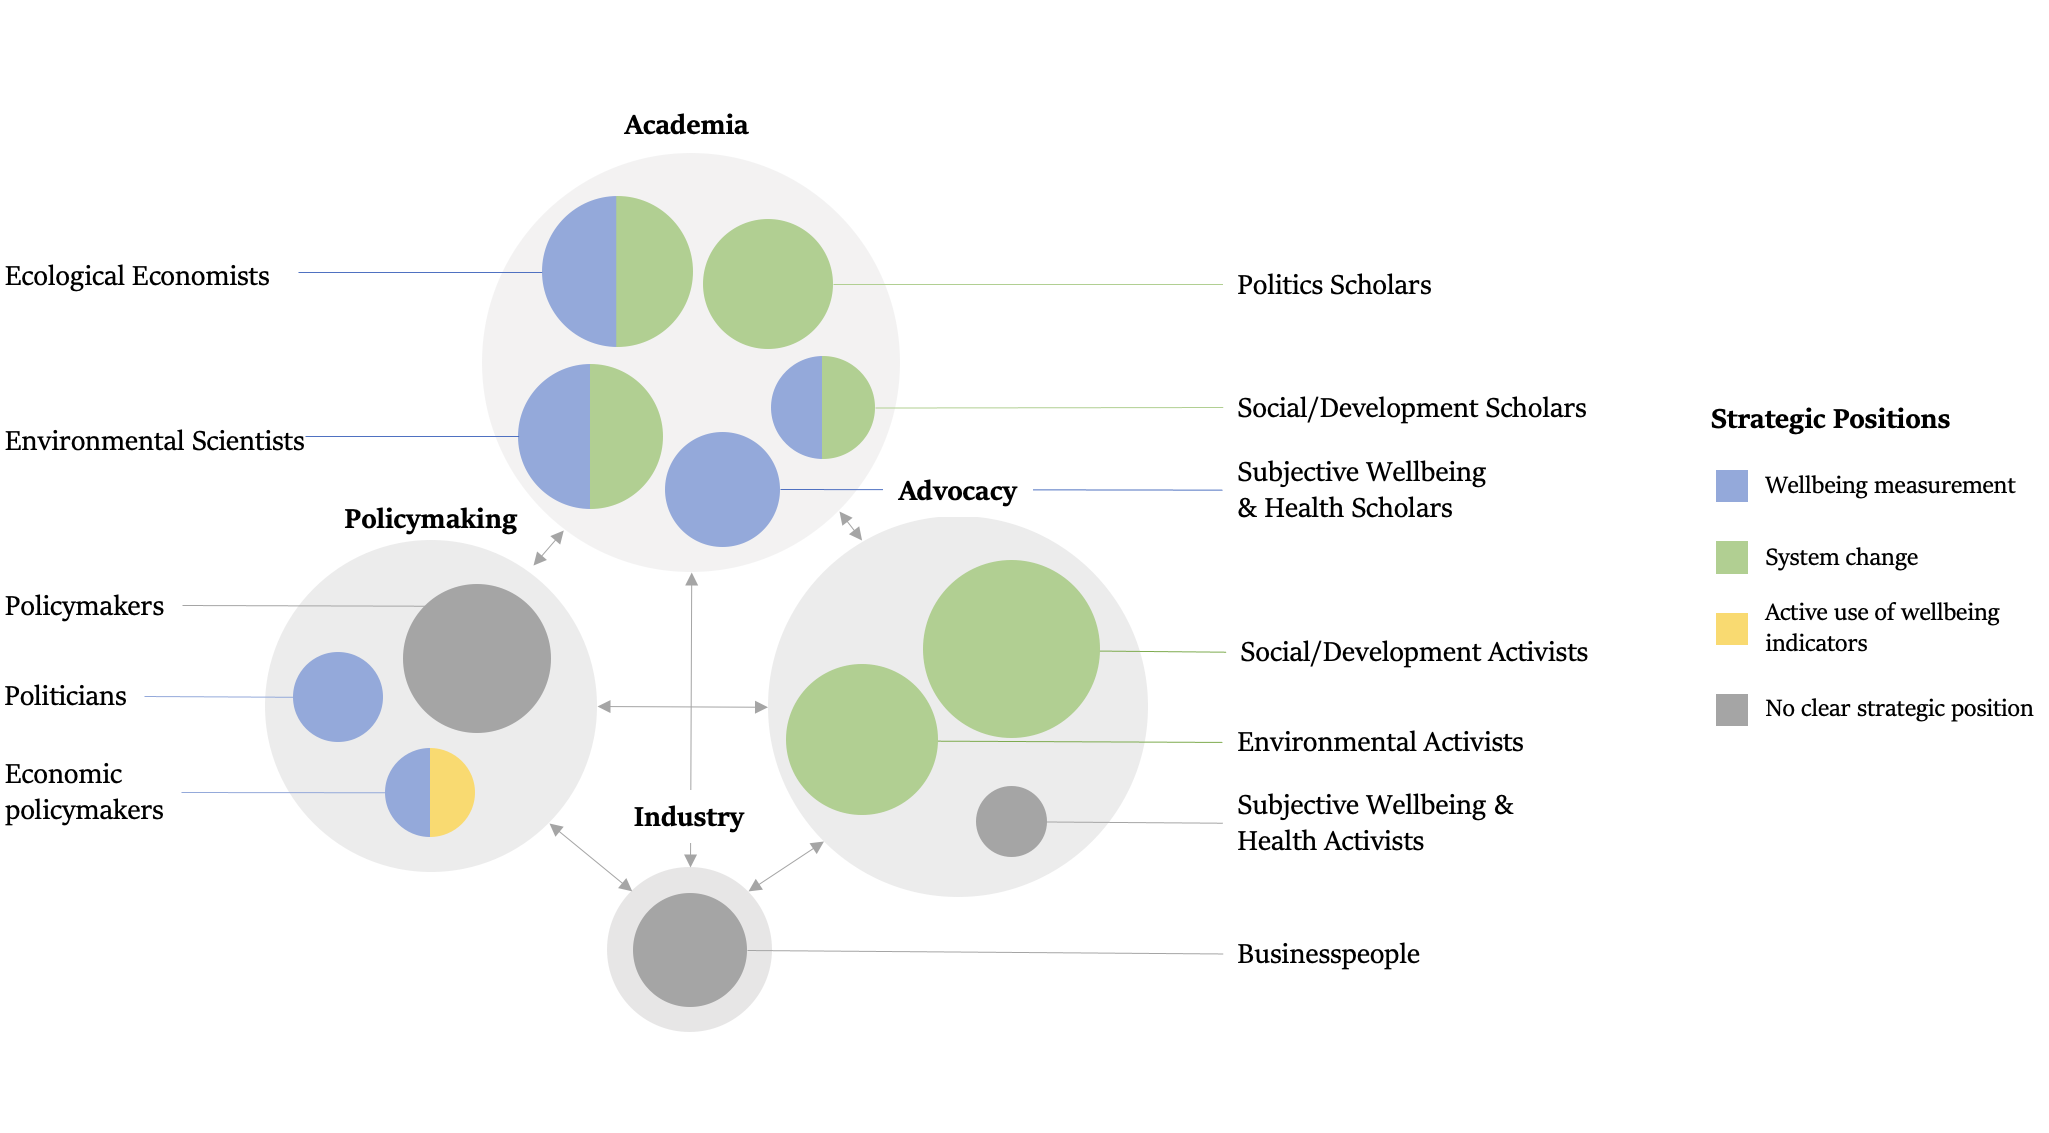 Academia
Ecological Economists
Politics Scholars
Social/Development Scholars
Environmental Scientists
Subjective Wellbeing
& Health Scholars
Advocacy
Policymaking
Policymakers
Politicians
Economic
policymakers
Social/Development Activists
Environmental Activists
Subjective Wellbeing &
Health Activists
Industry
Businesspeople
Strategic Positions
Wellbeing measurement
System change
Active use of wellbeing
indicators
No clear strategic position